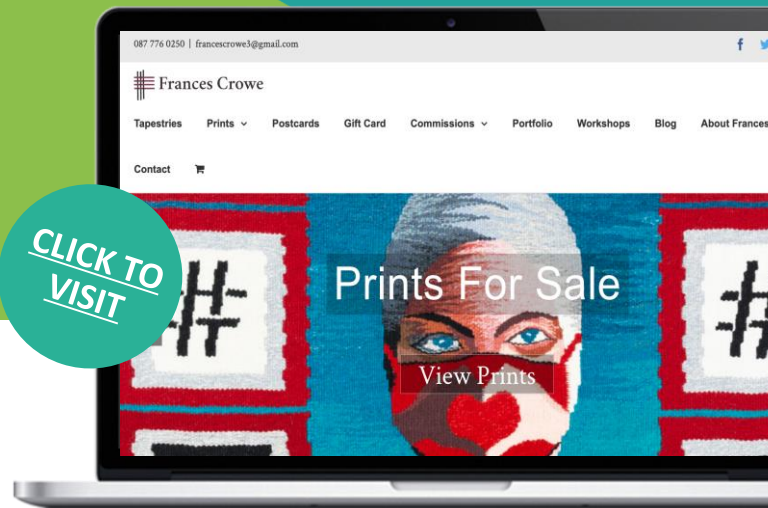 087 776 0250 | francescrowe3@gmail.com
Frances Crowe
Tapestries Prints Postcards Gift Card Commissions Portfolio Workshops Blog About Frances
Contact
CLICK TO
VISIT
#
#
Prints For Sale
View Prints